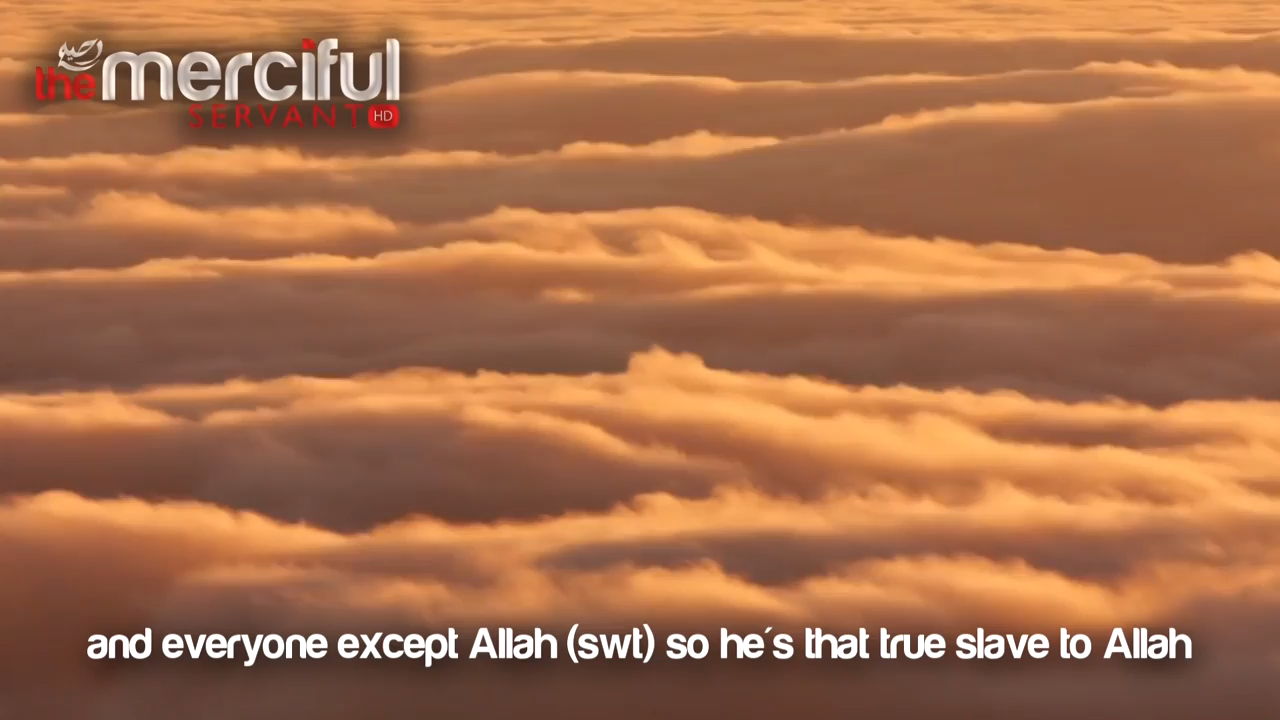 the merciful
SERVANT HD
and everyone except Allah (swt) so he's that true slave to Allah